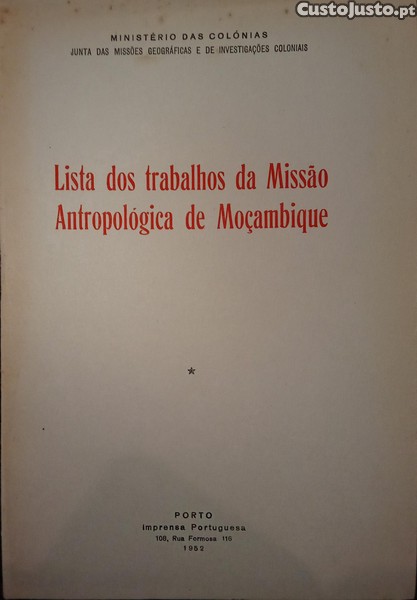 CustoJusto.pt
MINISTÉRIO DAS COLÓNIAS
JUNTA DAS MISSÕES GEOGRÁFICAS E DE INVESTIGAÇÕES COLONIAIS
Lista dos trabalhos da Missão
Antropológica de Moçambique
*
PORTO
Imprensa Portuguesa
108, Rua Formosa 116
1952